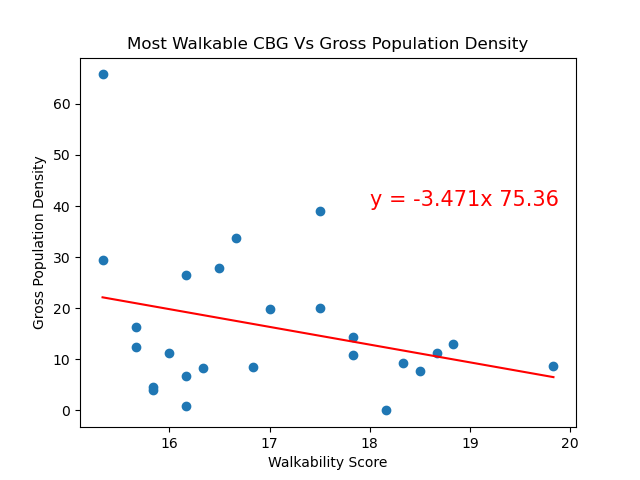 Most Walkable CBG Vs Gross Population Density
Gross Population Density
60
50
40
30
20
10
0
y = -3.471x 75.36
16 17 18 19 20
Walkability Score